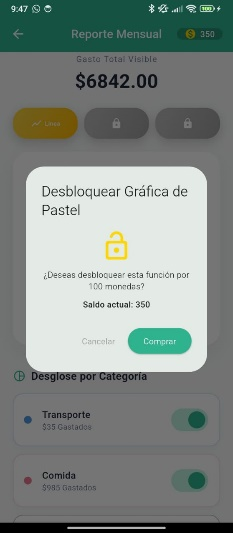 9:47
Reporte Mensual
350
Gasto Total Visible
$6842.00
Línea
Desbloquear Gráfica de
Pastel
¿Deseas desbloquear esta función por
100 monedas?
Saldo actual: 350
Cancelar
Comprar
Desglose por Categoría
Transporte
$35 Gastados
Comida
$985 Gastados